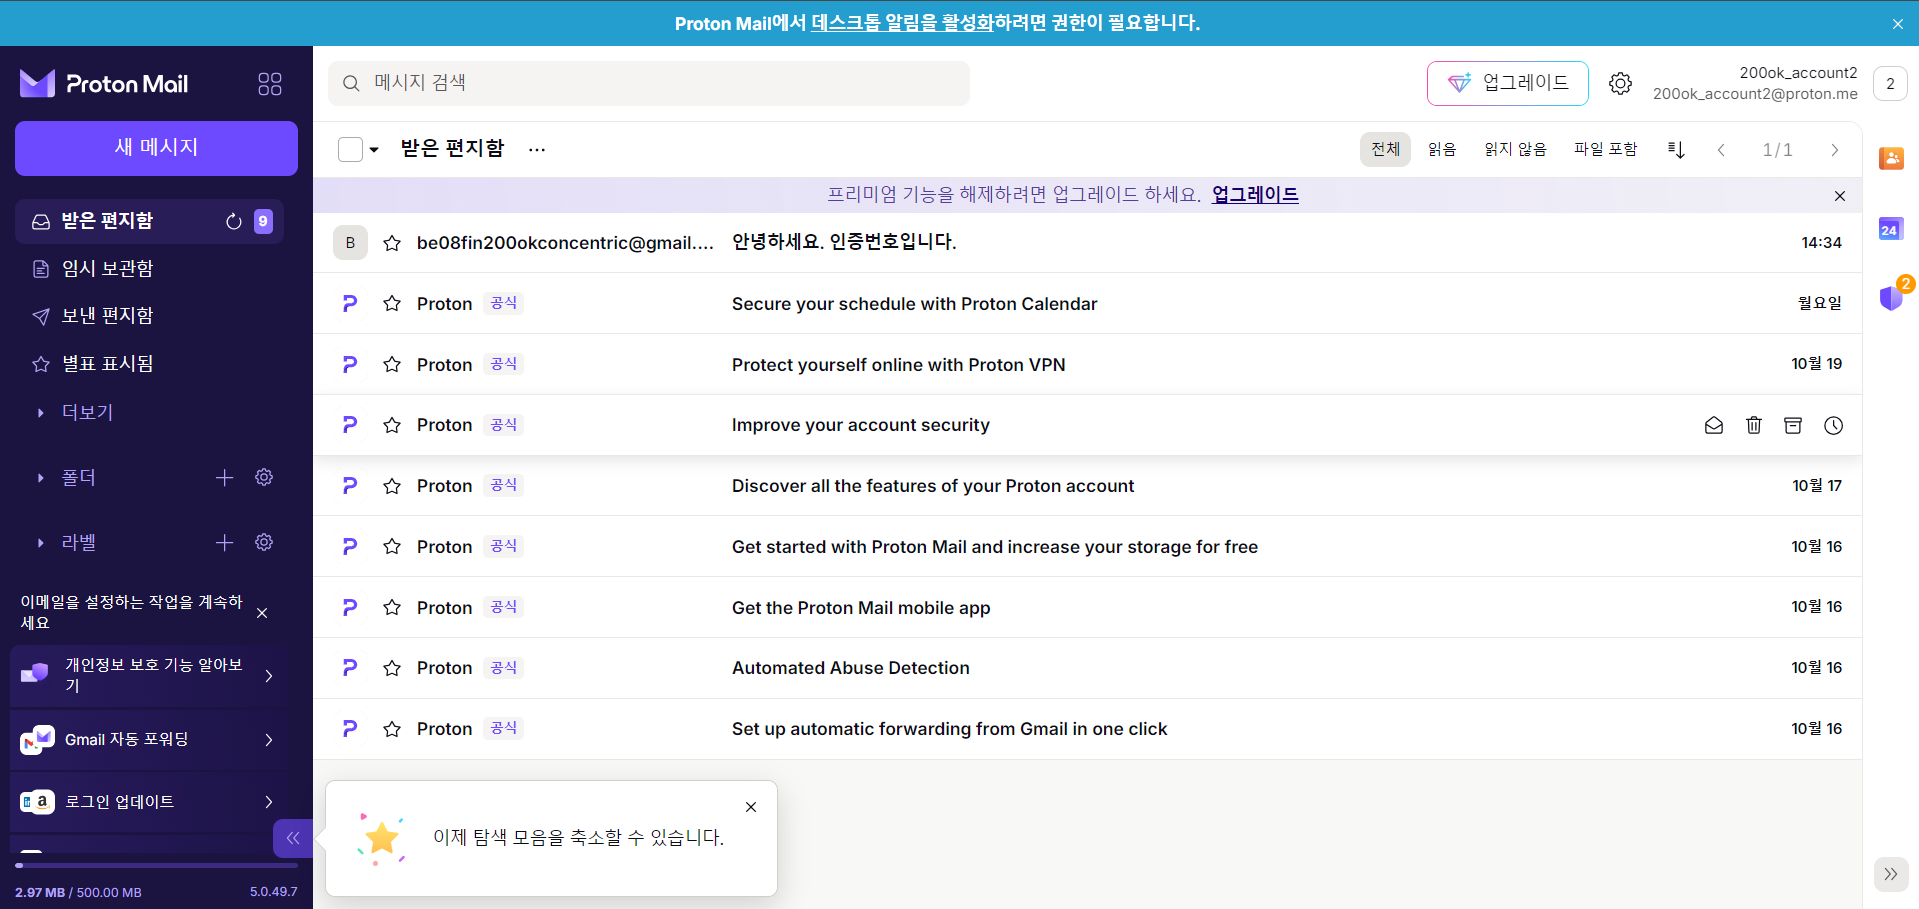 Proton Mail에서 데스크톱 알림을 활성화하려면 권한이 필요합니다.
Proton Mail
메시지 검색
업그레이드
200ok_account2
200ok_account2@proton.me
2
새 메시지
받은 편지함
9
임시 보관함
보낸 편지함
별표 표시됨
더보기
폴더
라벨
이메일을 설정하는 작업을 계속하
세요
개인정보 보호 기능 알아보
기
Gmail 자동 포워딩
로그인 업데이트
2.97 MB / 500.00 MB
5.0.49.7
받은 편지함
전체
읽음
읽지 않음
파일 포함
1/1
프리미엄 기능을 해제하려면 업그레이드 하세요. 업그레이드
B be08fin200okconcentric@gmail.... 안녕하세요. 인증번호입니다. 14:34
Proton 공식 Secure your schedule with Proton Calendar 월요일
Proton 공식 Protect yourself online with Proton VPN 10월 19
Proton 공식 Improve your account security
Proton 공식 Discover all the features of your Proton account 10월 17
Proton 공식 Get started with Proton Mail and increase your storage for free 10월 16
Proton 공식 Get the Proton Mail mobile app 10월 16
Proton 공식 Automated Abuse Detection 10월 16
Proton 공식 Set up automatic forwarding from Gmail in one click 10월 16
이제 탐색 모음을 축소할 수 있습니다.
24
2